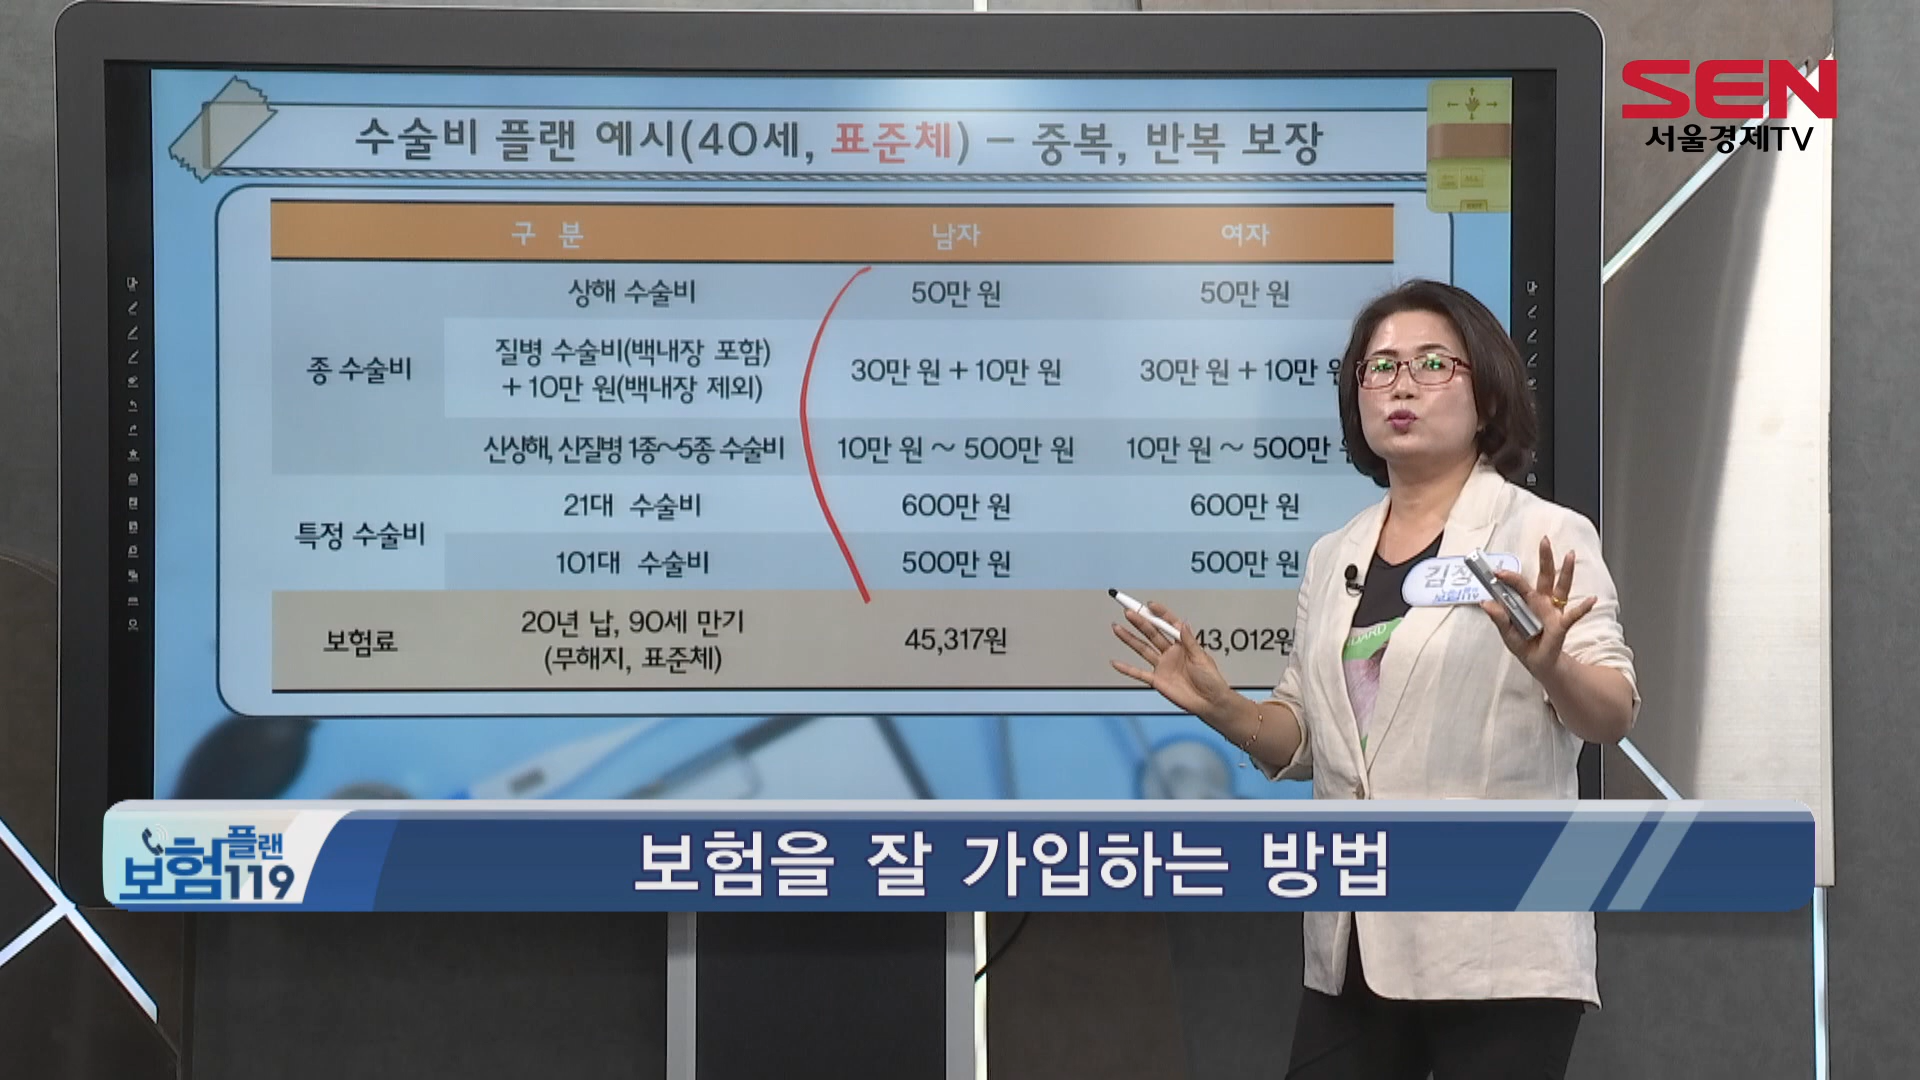 SEN
서울경제TV
수술비 플랜 예시(40세, 표준체) - 중복, 반복 보장
구 분 남자 여자
종 수술비
상해 수술비 50만 원 50만 원
질병 수술비(백내장 포함)
+ 10만 원(백내장 제외)
30만 원 + 10만 원 30만 원 + 10만
신상해, 신질병 1종~5종 수술비 10만 원 ~ 500만 원 10만 원 ~ 500만
특정 수술비
21대 수술비 600만 원 600만 원
101대 수술비 500만 원 500만 원
보험료
20년 납, 90세 만기
(무해지, 표준체)
45,317원 43,012원
보험플랜119
보험을 잘 가입하는 방법